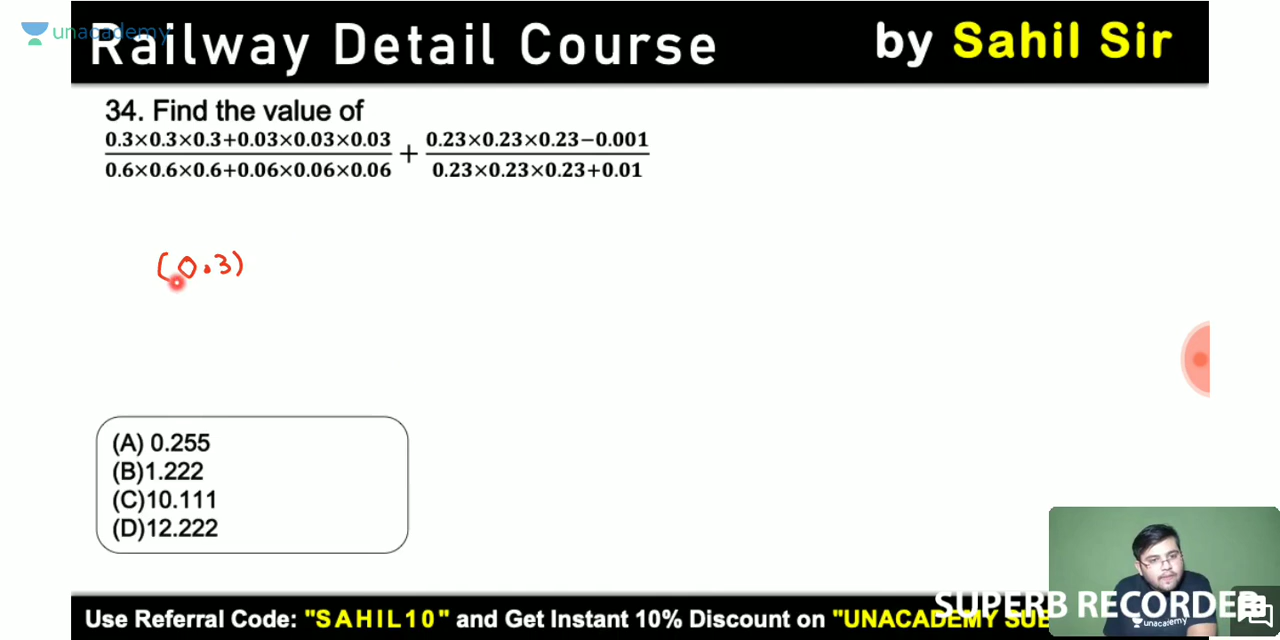 unacademy
Railway Detail Course by Sahil Sir
34. Find the value of
0.3×0.3×0.3+0.03×0.03×0.03 / 0.6×0.6×0.6+0.06×0.06×0.06 + 0.23×0.23×0.23−0.001 / 0.23×0.23×0.23+0.01
(0.3)
(A) 0.255
(B)1.222
(C)10.111
(D)12.222
unacademy
SUPERB RECORDER
Use Referral Code: "SAHIL10" and Get Instant 10% Discount on "UNACADEMY SUB